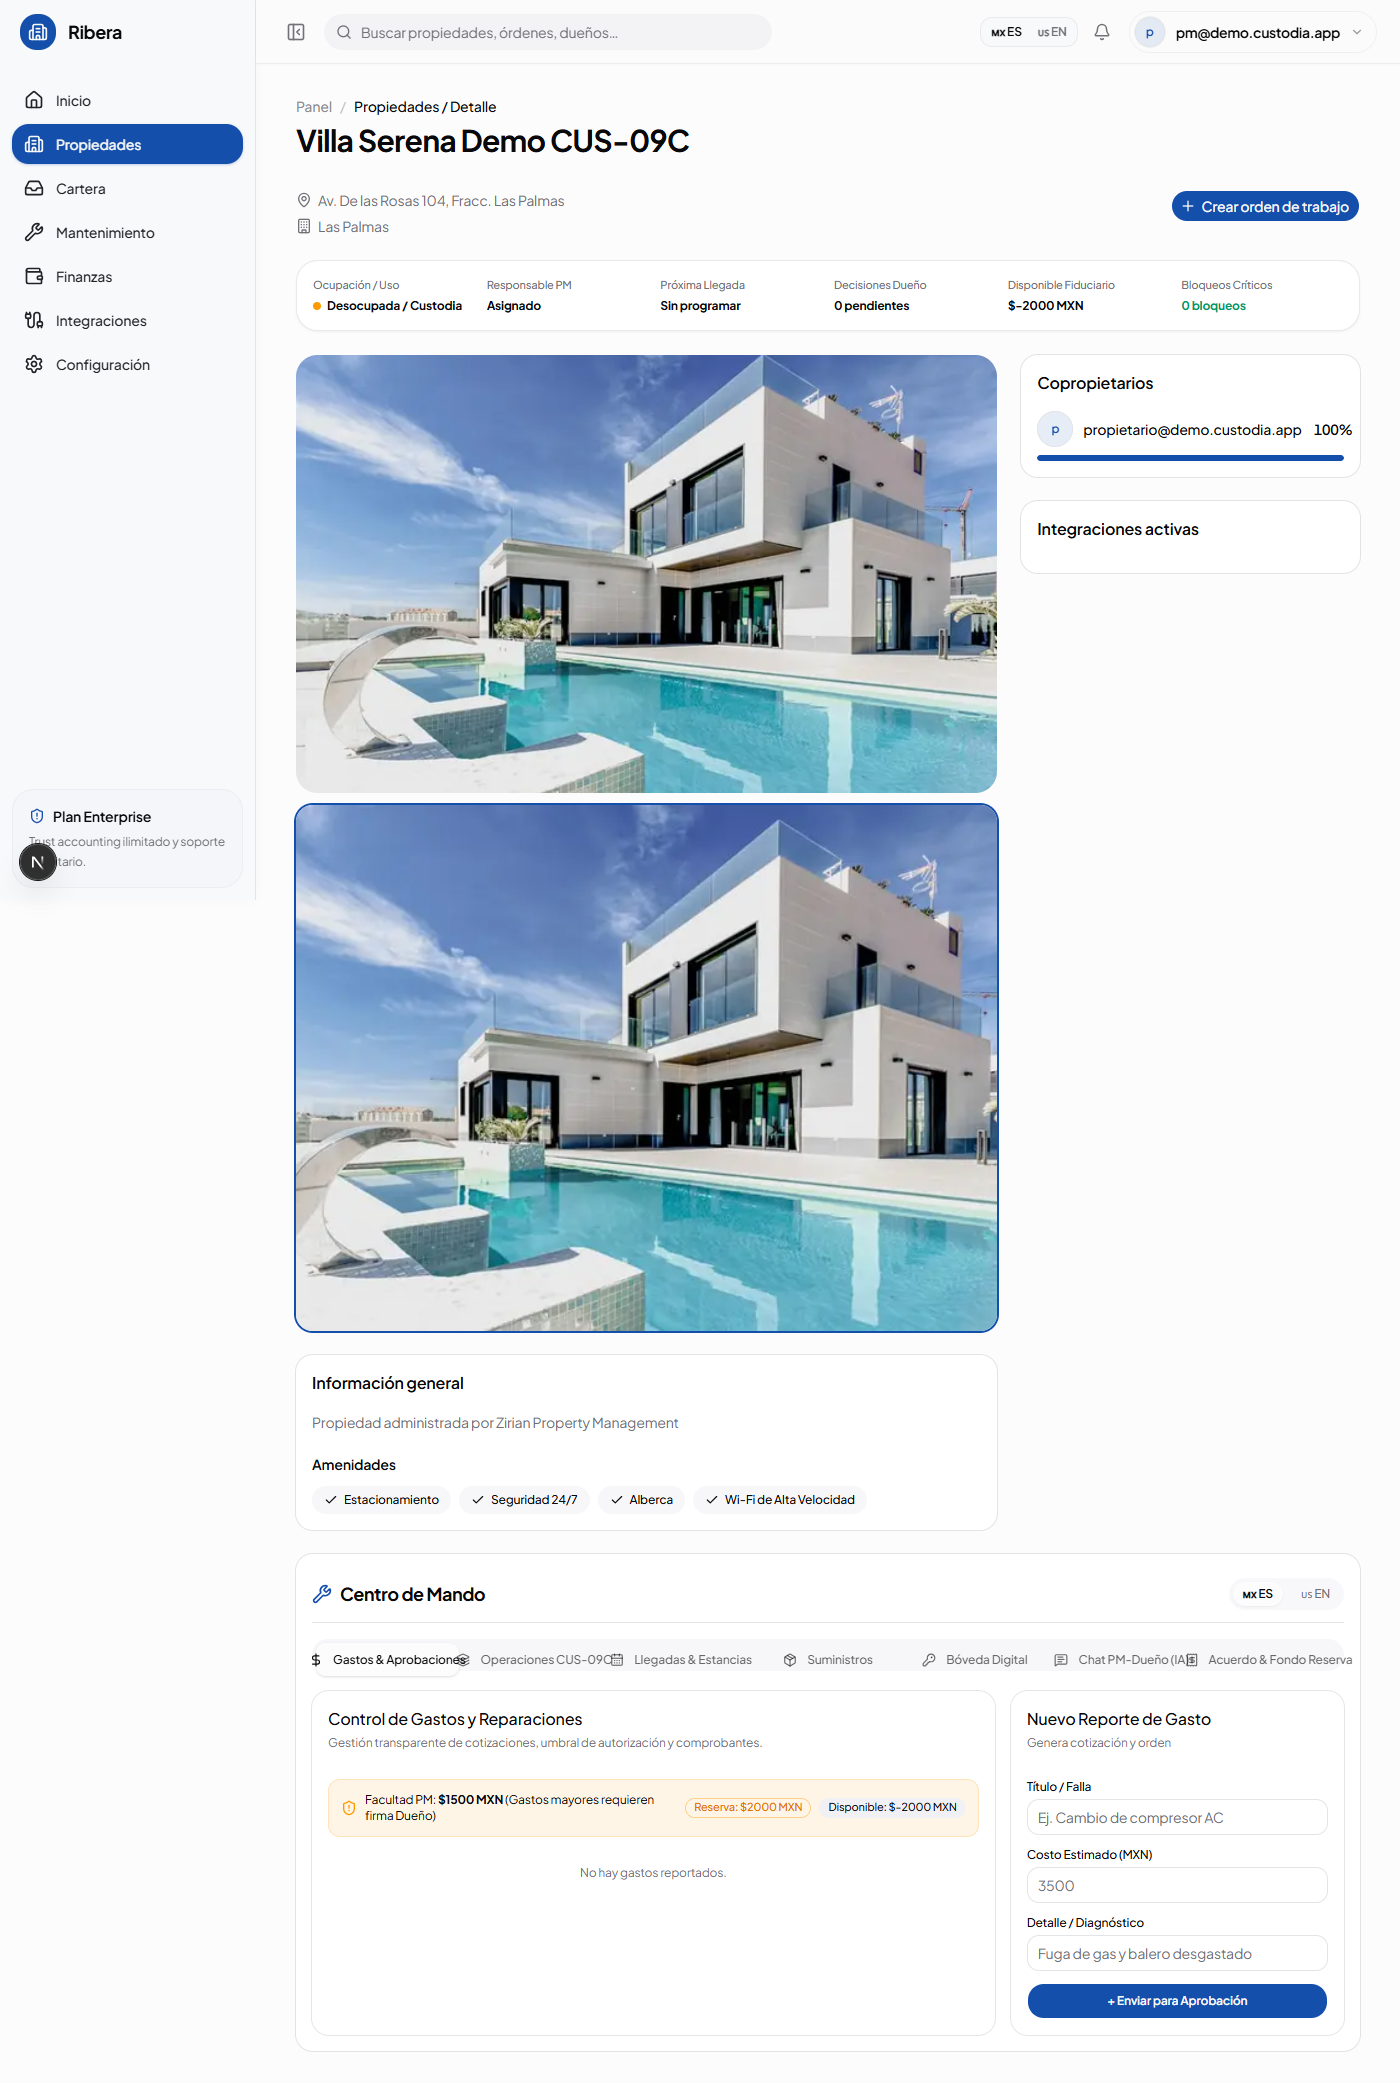 Ribera
Buscar propiedades, órdenes, dueños...
MX ES
US EN
p
pm@demo.custodia.app
Inicio
Propiedades
Cartera
Mantenimiento
Finanzas
Integraciones
Configuración
Plan Enterprise
Trust accounting ilimitado y soporte
tario.
N
Panel / Propiedades / Detalle
Villa Serena Demo CUS-09C
Av. De las Rosas 104, Fracc. Las Palmas
Las Palmas
+ Crear orden de trabajo
Ocupación / Uso
Desocupada / Custodia
Responsable PM
Asignado
Próxima Llegada
Sin programar
Decisiones Dueño
0 pendientes
Disponible Fiduciario
$-2000 MXN
Bloqueos Críticos
0 bloqueos
Copropietarios
p
propietario@demo.custodia.app 100%
Integraciones activas
Información general
Propiedad administrada por Zirian Property Management
Amenidades
Estacionamiento
Seguridad 24/7
Alberca
Wi-Fi de Alta Velocidad
Centro de Mando
MX ES
US EN
Gastos & Aprobaciones
Operaciones CUS-09C
Llegadas & Estancias
Suministros
Bóveda Digital
Chat PM-Dueño (IA)
Acuerdo & Fondo Reserva
Control de Gastos y Reparaciones
Gestión transparente de cotizaciones, umbral de autorización y comprobantes.
Facultad PM: $1500 MXN (Gastos mayores requieren
firma Dueño)
Reserva: $2000 MXN
Disponible: $-2000 MXN
No hay gastos reportados.
Nuevo Reporte de Gasto
Genera cotización y orden
Título / Falla
Ej. Cambio de compresor AC
Costo Estimado (MXN)
3500
Detalle / Diagnóstico
Fuga de gas y balero desgastado
+ Enviar para Aprobación